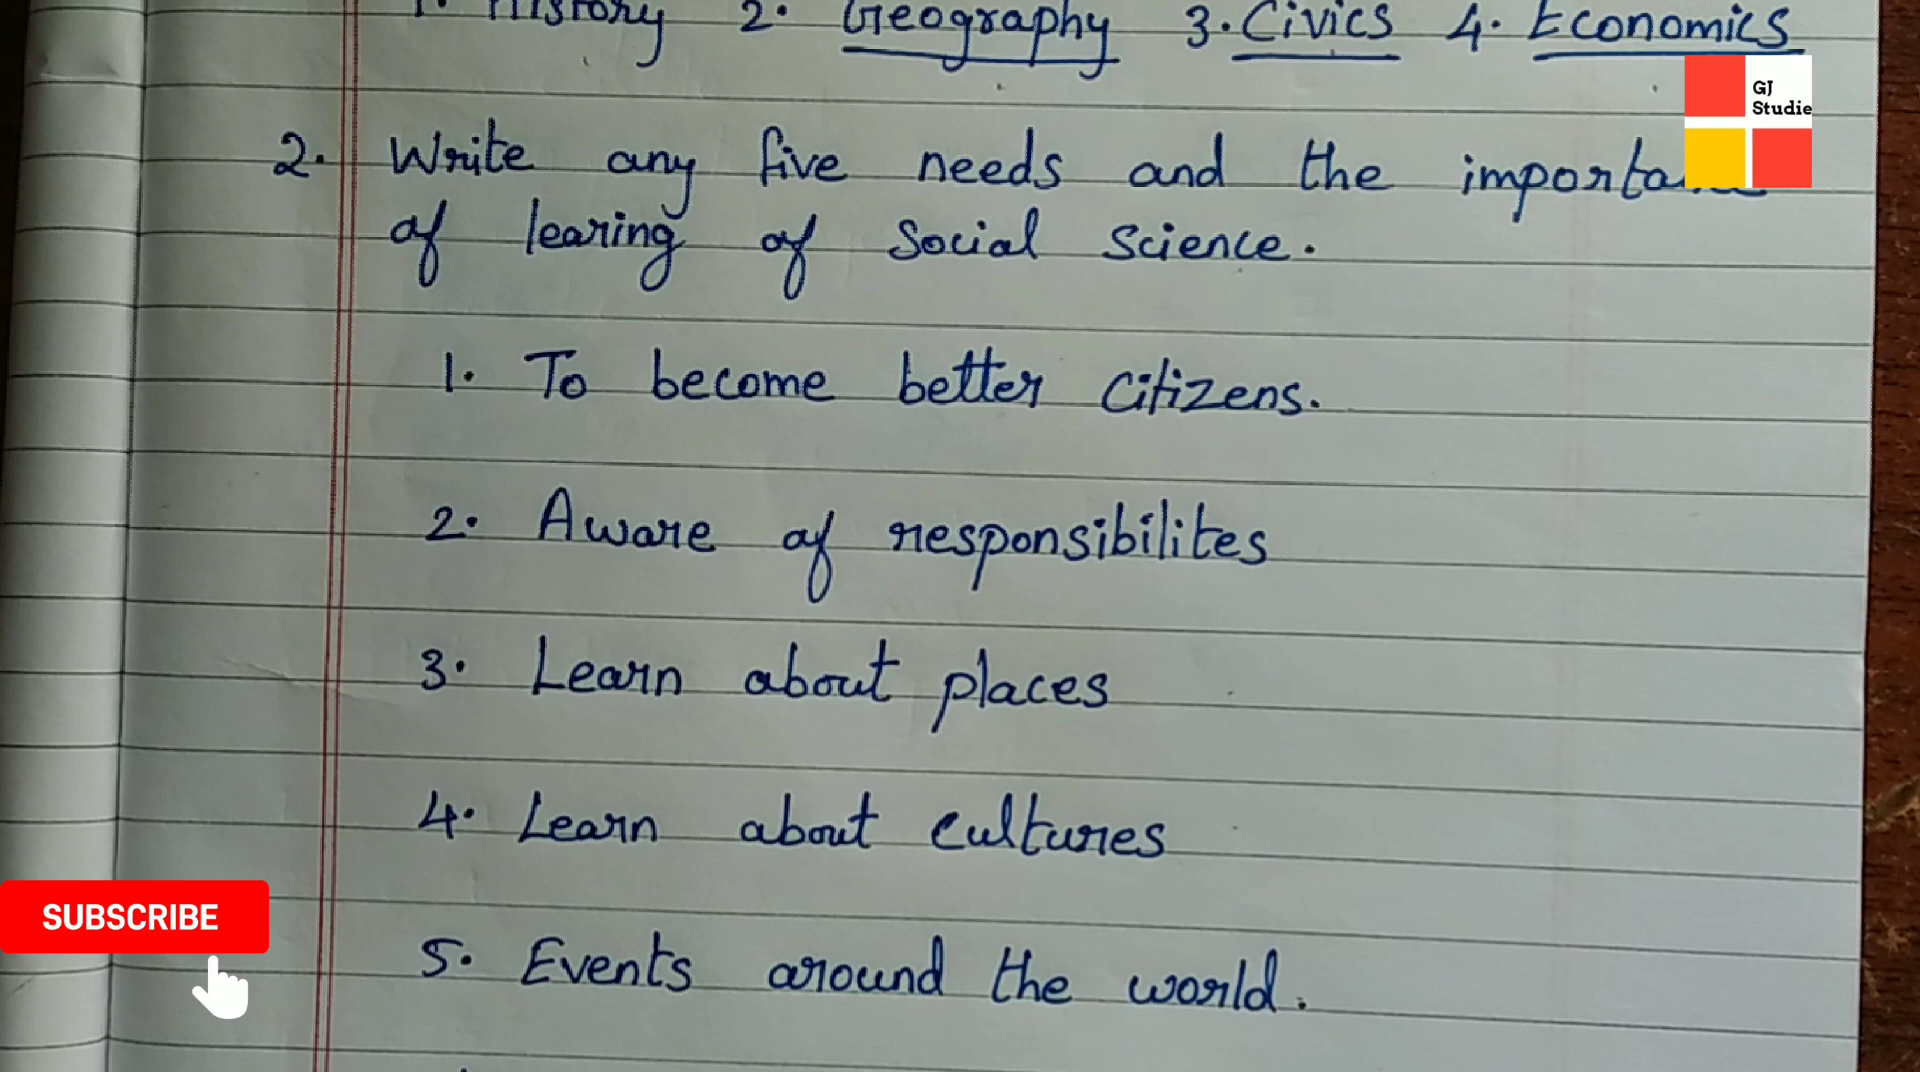 1. History 2. Geography 3. Civics 4. Economics
GJ
Studie
2. Write any five needs and the
of learing of Social Science.
1. To become better Citizens.
2. Aware of responsibilites
3. Learn about places
4. Learn about cultures
SUBSCRIBE
5. Events around the world.